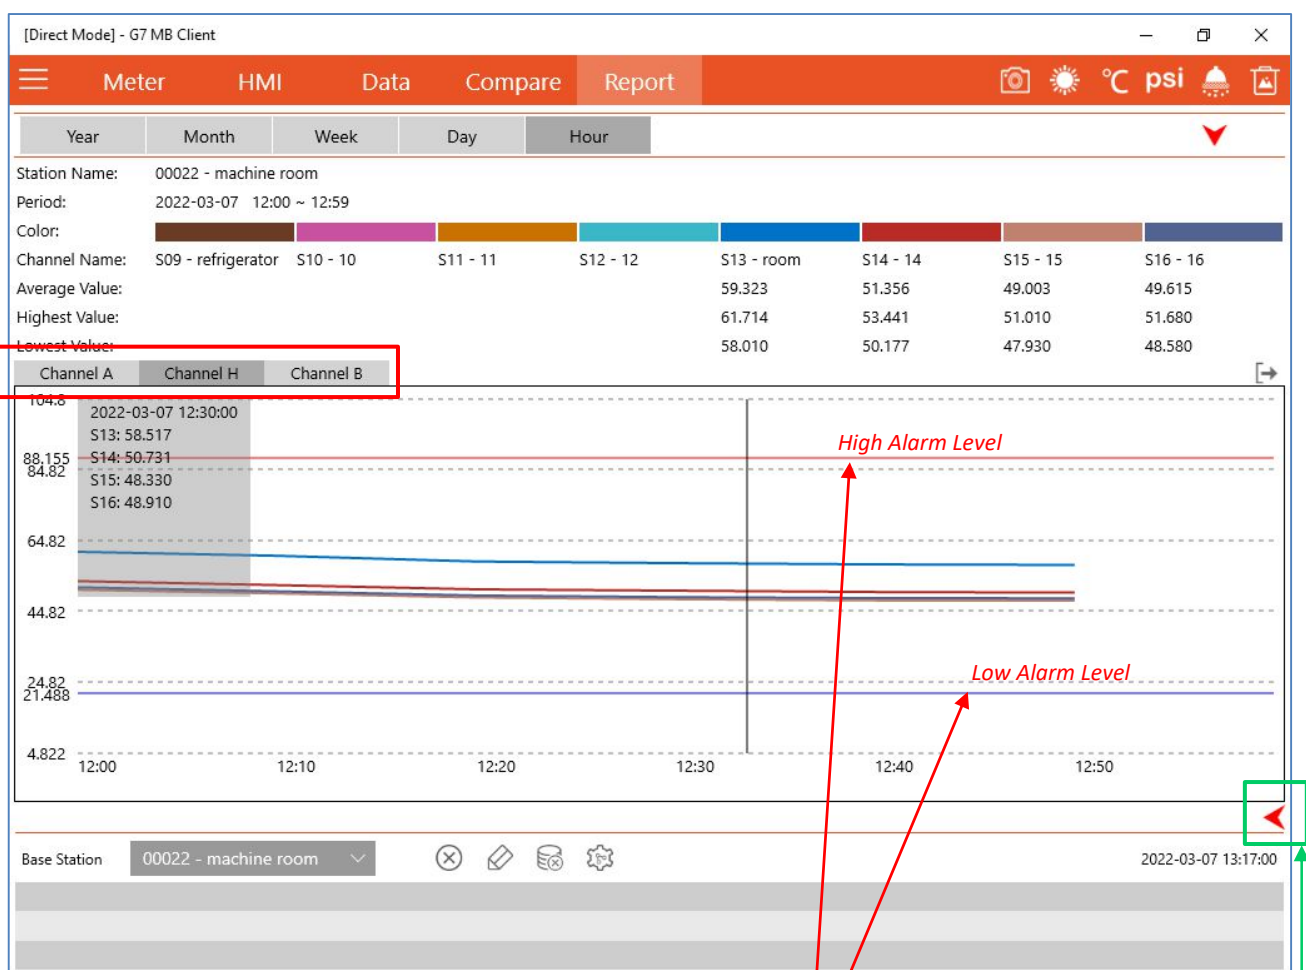 [Direct Mode] - G7 MB Client
Meter HMI Data Compare Report °C psi
Year Month Week Day Hour
Station Name: 00022 - machine room
Period: 2022-03-07 12:00 ~ 12:59
Color:
Channel Name: S09 - refrigerator S10 - 10 S11 - 11 S12 - 12 S13 - room S14 - 14 S15 - 15 S16 - 16
Average Value: 59.323 51.356 49.003 49.615
Highest Value: 61.714 53.441 51.010 51.680
Lowest Value: 58.010 50.177 47.930 48.580
Channel A Channel H Channel B
104.8
2022-03-07 12:30:00
S13: 58.517
High Alarm Level
88.155 S14: 50.731
84.82
S15: 48.330
S16: 48.910
64.82
44.82
Low Alarm Level
24.82
21.488
4.822
12:00 12:10 12:20 12:30 12:40 12:50
Base Station 00022 - machine room 2022-03-07 13:17:00